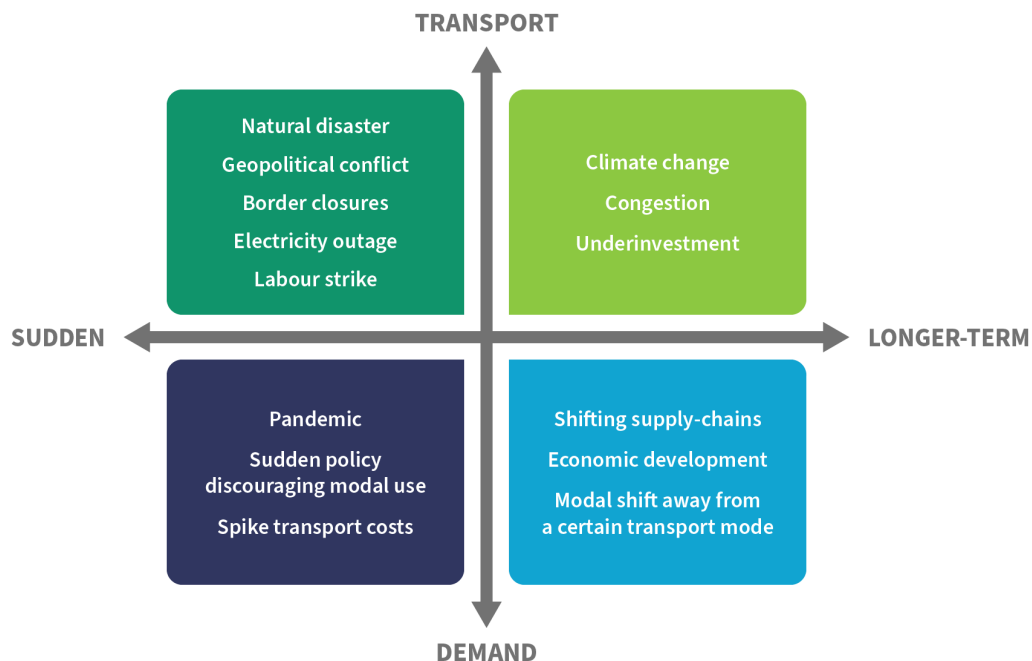 TRANSPORT
Natural disaster
Geopolitical conflict
Border closures
Electricity outage
Labour strike
Climate change
Congestion
Underinvestment
SUDDEN
LONGER-TERM
Pandemic
Sudden policy
discouraging modal use
Spike transport costs
Shifting supply-chains
Economic development
Modal shift away from
a certain transport mode
DEMAND